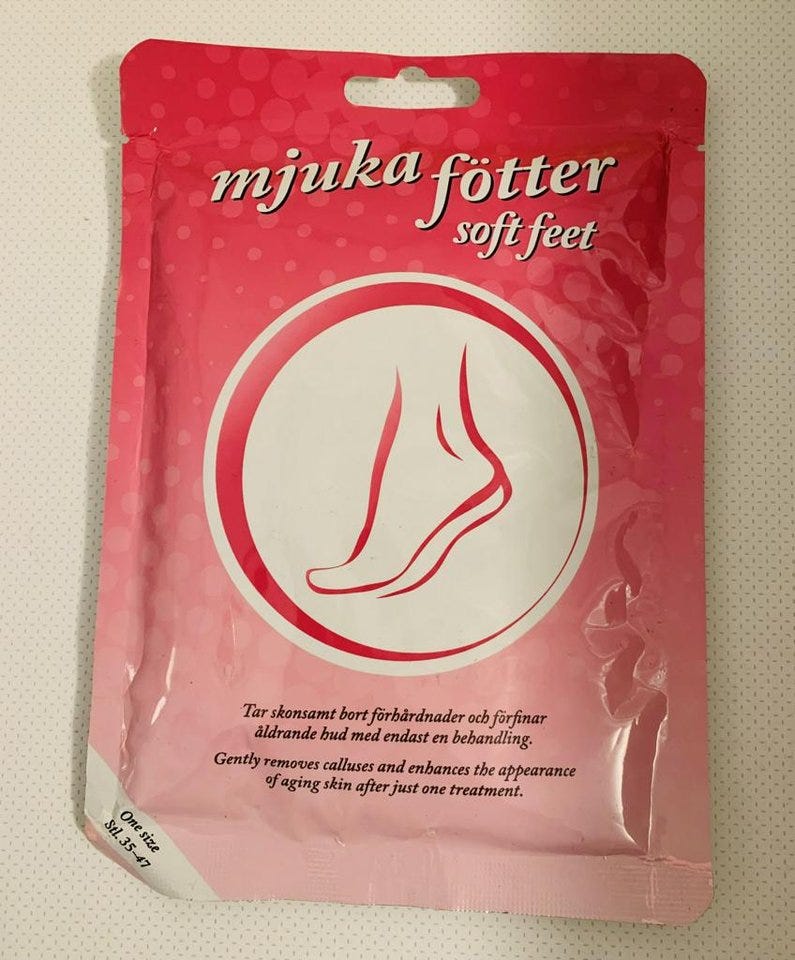 mjuka fötter
soft feet
Tar skonsamt bort förhårdnader och förfinar
åldrande hud med endast en behandling.
Gently removes calluses and enhances the appearance
of aging skin after just one treatment.
One size
Stl. 35–47